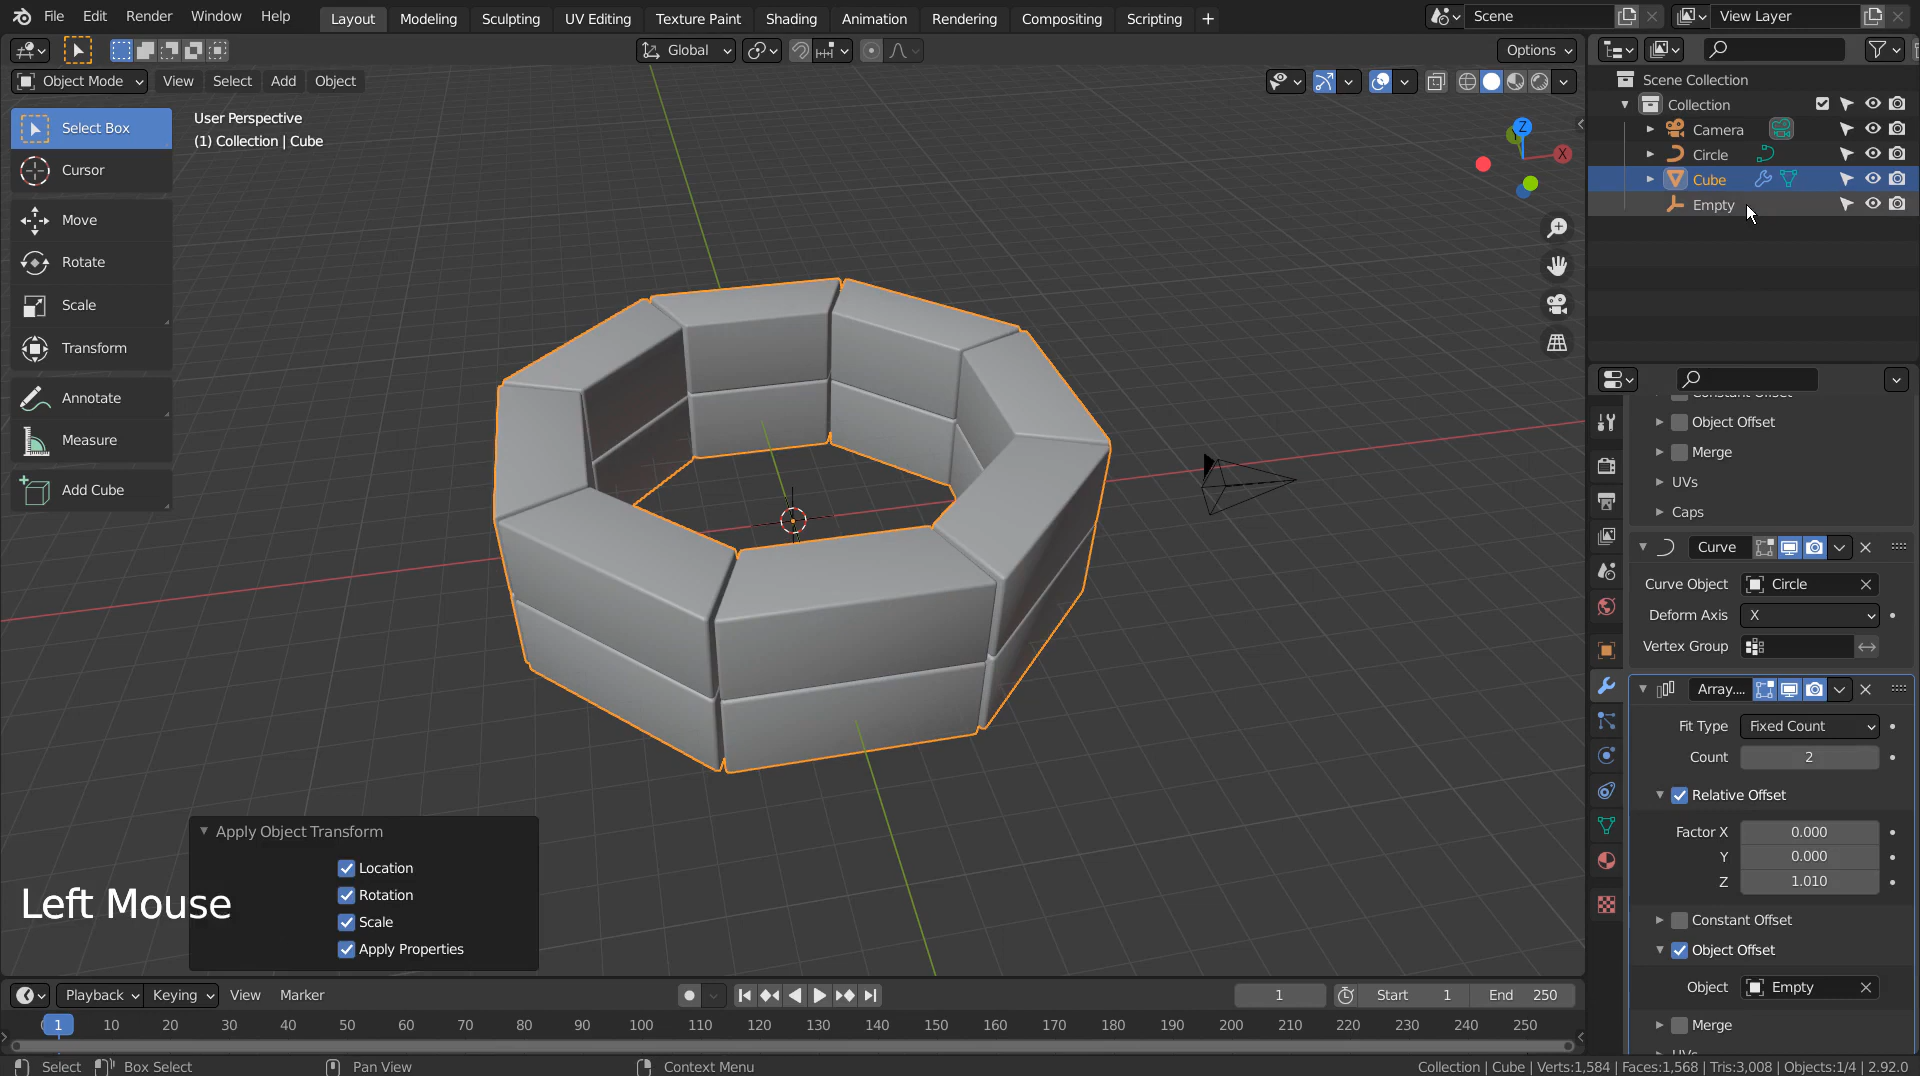 File Edit Render Window Help Layout Modeling Sculpting UV Editing Texture Paint Shading Animation Rendering Compositing Scripting + Scene View Layer
Global Options
Object Mode View Select Add Object
Scene Collection
Collection
Camera
Circle
Cube
Empty
Select Box
Cursor
Move
Rotate
Scale
Transform
Annotate
Measure
Add Cube
User Perspective
(1) Collection | Cube
Z
Y
X
Constant Offset
Object Offset
Merge
UVs
Caps
Curve
Curve Object Circle
Deform Axis X
Vertex Group
Array....
Fit Type Fixed Count
Count 2
Relative Offset
Factor X 0.000
Y 0.000
Z 1.010
Constant Offset
Object Offset
Object Empty
Merge
UVs
Apply Object Transform
Location
Rotation
Scale
Apply Properties
Left Mouse
Playback Keying View Marker 1 Start 1 End 250
1 10 20 30 40 50 60 70 80 90 100 110 120 130 140 150 160 170 180 190 200 210 220 230 240 250
Select Box Select Pan View Context Menu Collection | Cube | Verts:1,584 | Faces:1,568 | Tris:3,008 | Objects:1/4 | 2.92.0